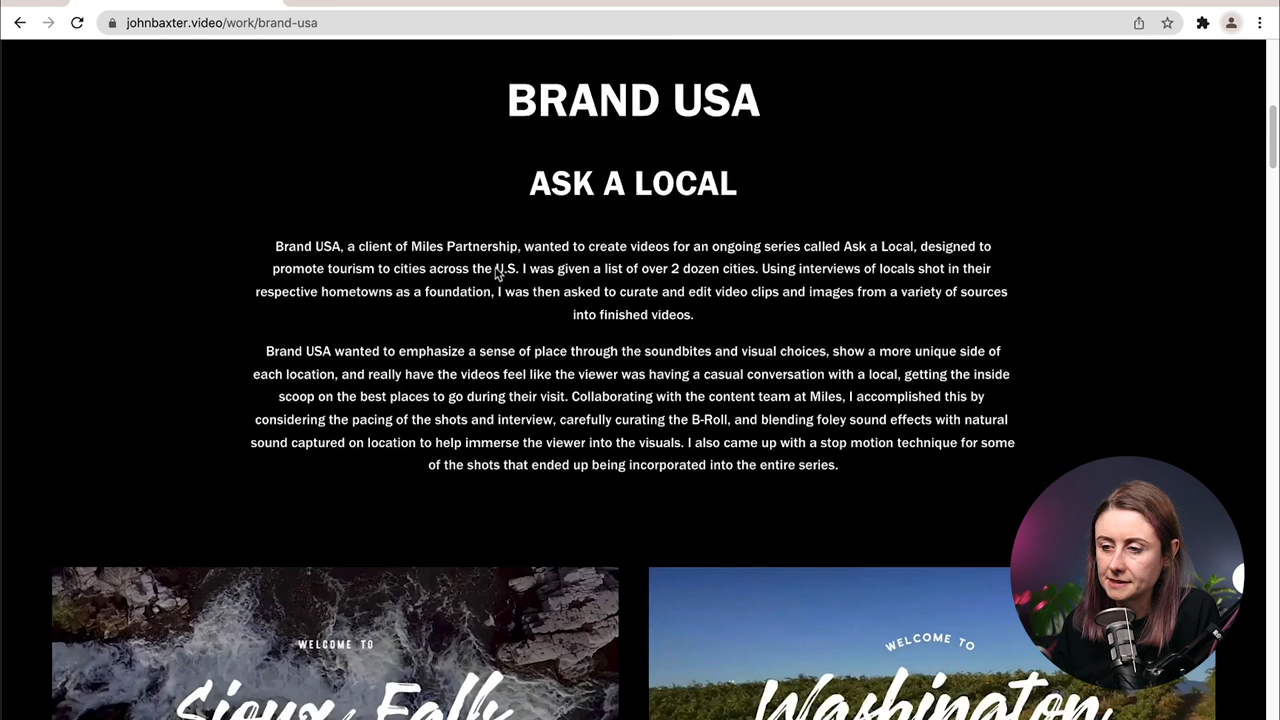 johnbaxter.video/work/brand-usa
BRAND USA
ASK A LOCAL
Brand USA, a client of Miles Partnership, wanted to create videos for an ongoing series called Ask a Local, designed to
promote tourism to cities across the U.S. I was given a list of over 2 dozen cities. Using interviews of locals shot in their
respective hometowns as a foundation, I was then asked to curate and edit video clips and images from a variety of sources
into finished videos.
Brand USA wanted to emphasize a sense of place through the soundbites and visual choices, show a more unique side of
each location, and really have the videos feel like the viewer was having a casual conversation with a local, getting the inside
scoop on the best places to go during their visit. Collaborating with the content team at Miles, I accomplished this by
considering the pacing of the shots and interview, carefully curating the B-Roll, and blending foley sound effects with natural
sound captured on location to help immerse the viewer into the visuals. I also came up with a stop motion technique for some
of the shots that ended up being incorporated into the entire series.
WELCOME TO
Sioux Falls
WELCOME TO
Washington